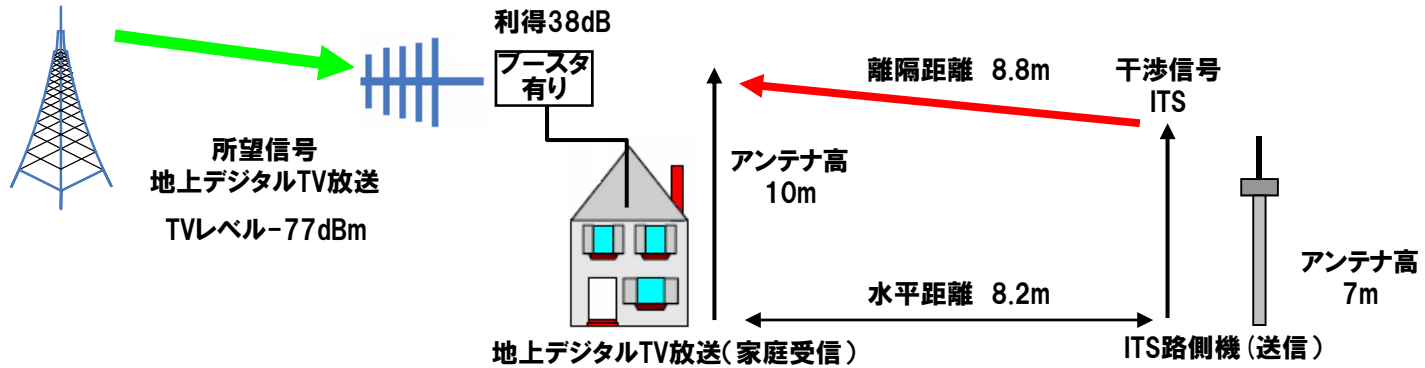 利得38dB
ブースタ
有り
離隔距離 8.8m
干渉信号
ITS
所望信号
地上デジタルTV放送
TVレベル-77dBm
アンテナ高
10m
アンテナ高
7m
水平距離 8.2m
地上デジタルTV放送(家庭受信)
ITS路側機(送信)